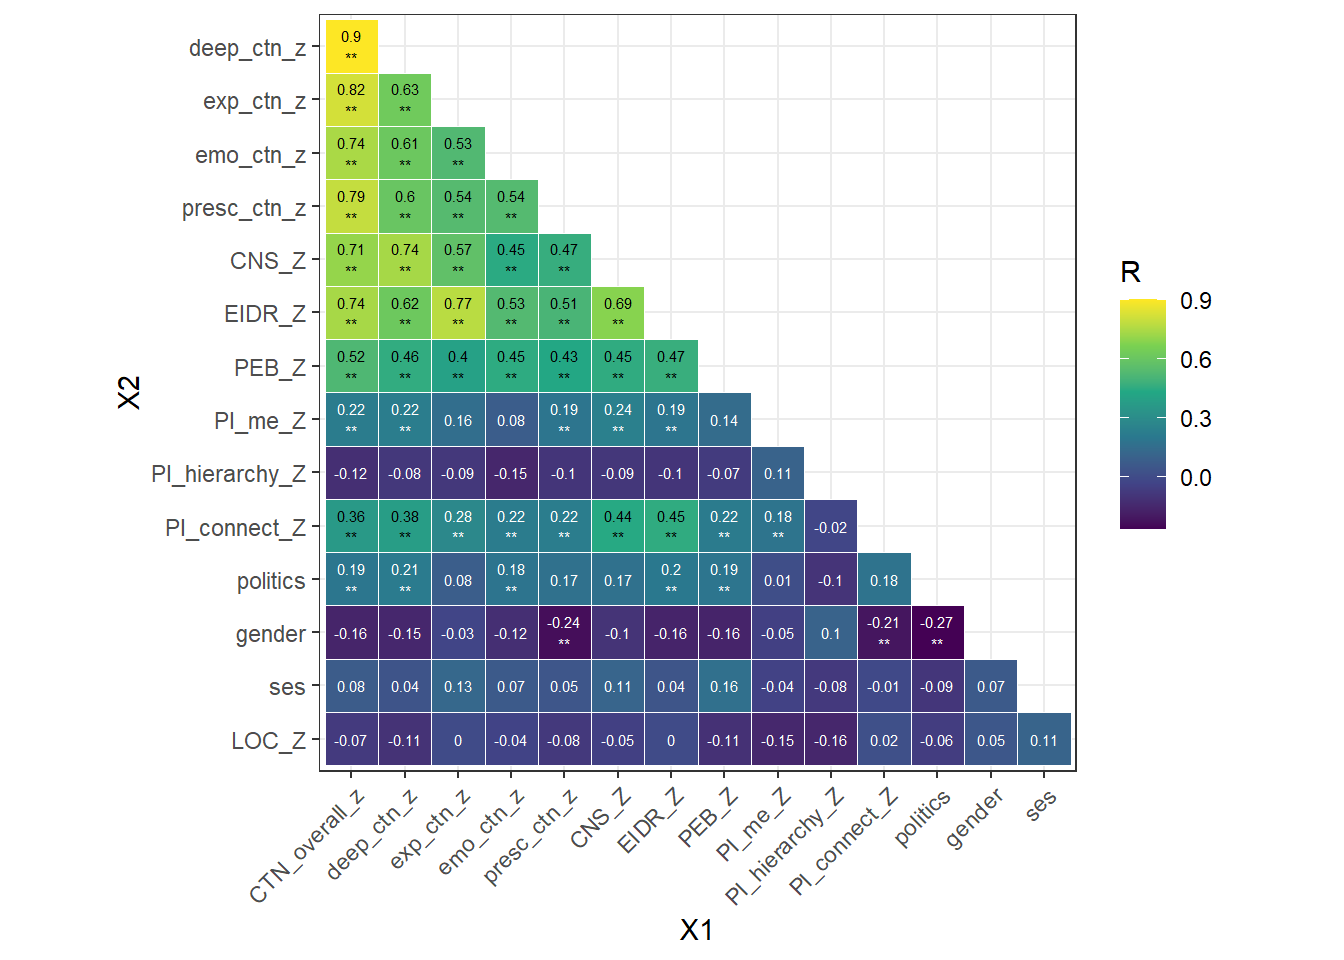 deep_ctn_z 0.9
**
exp_ctn_z 0.82 0.63
** **
emo_ctn_z 0.74 0.61 0.53
** ** **
presc_ctn_z 0.79 0.6 0.54 0.54
** ** ** **
CNS_Z 0.71 0.74 0.57 0.45 0.47
** ** ** ** **
EIDR_Z 0.74 0.62 0.77 0.53 0.51 0.69
** ** ** ** ** **
PEB_Z 0.52 0.46 0.4 0.45 0.43 0.45 0.47
** ** ** ** ** ** **
PI_me_Z 0.22 0.22 0.16 0.08 0.19 0.24 0.19 0.14
** ** ** ** **
PI_hierarchy_Z -0.12 -0.08 -0.09 -0.15 -0.1 -0.09 -0.1 -0.07 0.11
PI_connect_Z 0.36 0.38 0.28 0.22 0.22 0.44 0.45 0.22 0.18 -0.02
** ** ** ** ** ** ** ** **
politics 0.19 0.21 0.08 0.18 0.17 0.17 0.2 0.19 0.01 -0.1 0.18
** ** ** ** **
gender -0.16 -0.15 -0.03 -0.12 -0.24 -0.1 -0.16 -0.16 -0.05 0.1 -0.21 -0.27
** ** **
ses 0.08 0.04 0.13 0.07 0.05 0.11 0.04 0.16 -0.04 -0.08 -0.01 -0.09 0.07
LOC_Z -0.07 -0.11 0 -0.04 -0.08 -0.05 0 -0.11 -0.15 -0.16 0.02 -0.06 0.05 0.11
CTN_overall_z
deep_ctn_z
exp_ctn_z
emo_ctn_z
presc_ctn_z
CNS_Z
EIDR_Z
PEB_Z
PI_me_Z
PI_hierarchy_Z
PI_connect_Z
politics
gender
ses
X1
X2
R
0.9
0.6
0.3
0.0